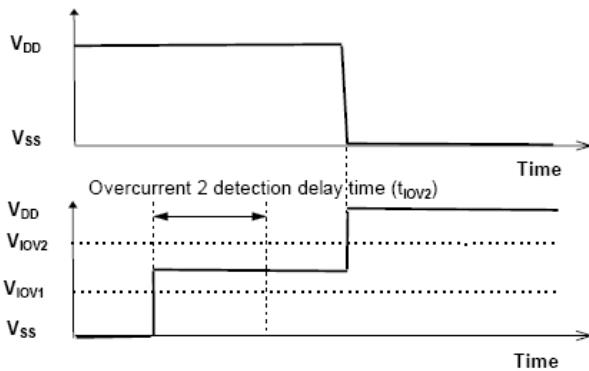 VDD
VSS
Time
Overcurrent 2 detection delay time (tIOV2)
VDD
VIOV2
VIOV1
VSS
Time